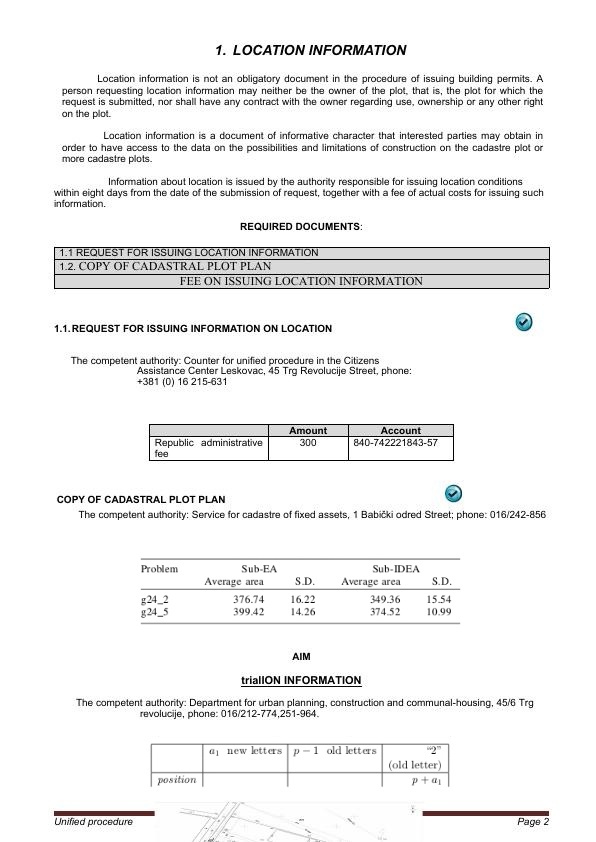 1. LOCATION INFORMATION
Location information is not an obligatory document in the procedure of issuing building permits. A
person requesting location information may neither be the owner of the plot, that is, the plot for which the
request is submitted, nor shall have any contract with the owner regarding use, ownership or any other right
on the plot.
Location information is a document of informative character that interested parties may obtain in
order to have access to the data on the possibilities and limitations of construction on the cadastre plot or
more cadastre plots.
Information about location is issued by the authority responsible for issuing location conditions
within eight days from the date of the submission of request, together with a fee of actual costs for issuing such
information.
REQUIRED DOCUMENTS:
1.1 REQUEST FOR ISSUING LOCATION INFORMATION
1.2. COPY OF CADASTRAL PLOT PLAN
FEE ON ISSUING LOCATION INFORMATION
1.1. REQUEST FOR ISSUING INFORMATION ON LOCATION
The competent authority: Counter for unified procedure in the Citizens
Assistance Center Leskovac, 45 Trg Revolucije Street, phone:
+381 (0) 16 215-631
Amount Account
Republic administrative 300 840-742221843-57
fee
COPY OF CADASTRAL PLOT PLAN
The competent authority: Service for cadastre of fixed assets, 1 Babički odred Street; phone: 016/242-856
Problem Sub-EA Sub-IDEA
Average area S.D. Average area S.D.
g24_2 376.74 16.22 349.36 15.54
g24_5 399.42 14.26 374.52 10.99
AIM
trialION INFORMATION
The competent authority: Department for urban planning, construction and communal-housing, 45/6 Trg
revolucije, phone: 016/212-774,251-964.
a₁ new letters p − 1 old letters “2”
(old letter)
position p + a₁
Unified procedure Page 2